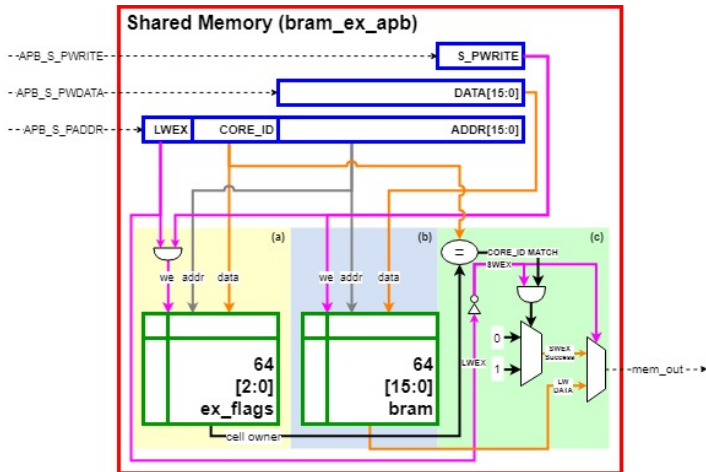 Shared Memory (bram_ex_apb)
APB_S_PWRITE
S_PWRITE
APB_S_PWDATA
DATA[15:0]
APB_S_PADDR
LWEX
CORE_ID
ADDR[15:0]
(a)
(b)
(c)
=
CORE_ID MATCH
SWEX
we
addr
data
we
addr
data
64
[2:0]
ex_flags
64
[15:0]
bram
LWEX
0
1
SWEX
Success
LW
DATA
mem_out
cell owner